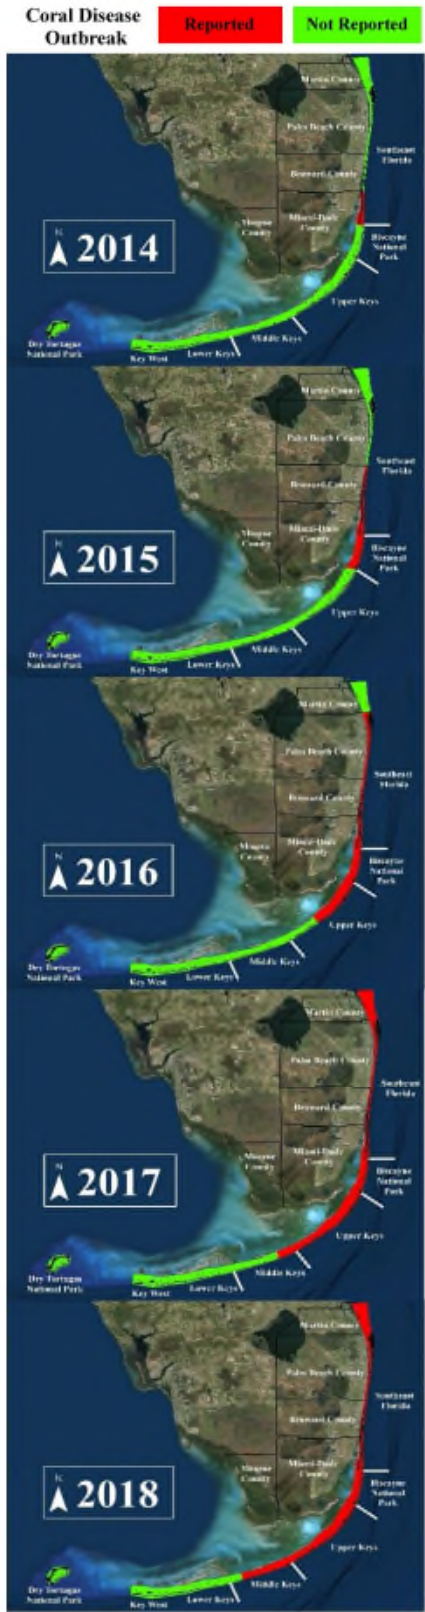 Coral Disease
Outbreak
Reported
Not Reported
Martin County
Palm Beach County
Southeast
Florida
Broward County
Monroe
County
Miami-Dade
County
Biscayne
National
Park
N
2014
Upper Keys
Middle Keys
Lower Keys
Key West
Dry Tortugas
National Park
Martin County
Palm Beach County
Southeast
Florida
Broward County
Monroe
County
Miami-Dade
County
Biscayne
National
Park
N
2015
Upper Keys
Middle Keys
Lower Keys
Key West
Dry Tortugas
National Park
Martin County
Palm Beach County
Southeast
Florida
Broward County
Monroe
County
Miami-Dade
County
Biscayne
National
Park
N
2016
Upper Keys
Middle Keys
Lower Keys
Key West
Dry Tortugas
National Park
Martin County
Palm Beach County
Southeast
Florida
Broward County
Monroe
County
Miami-Dade
County
Biscayne
National
Park
N
2017
Upper Keys
Middle Keys
Lower Keys
Key West
Dry Tortugas
National Park
Martin County
Palm Beach County
Southeast
Florida
Broward County
Monroe
County
Miami-Dade
County
Biscayne
National
Park
N
2018
Upper Keys
Middle Keys
Lower Keys
Key West
Dry Tortugas
National Park